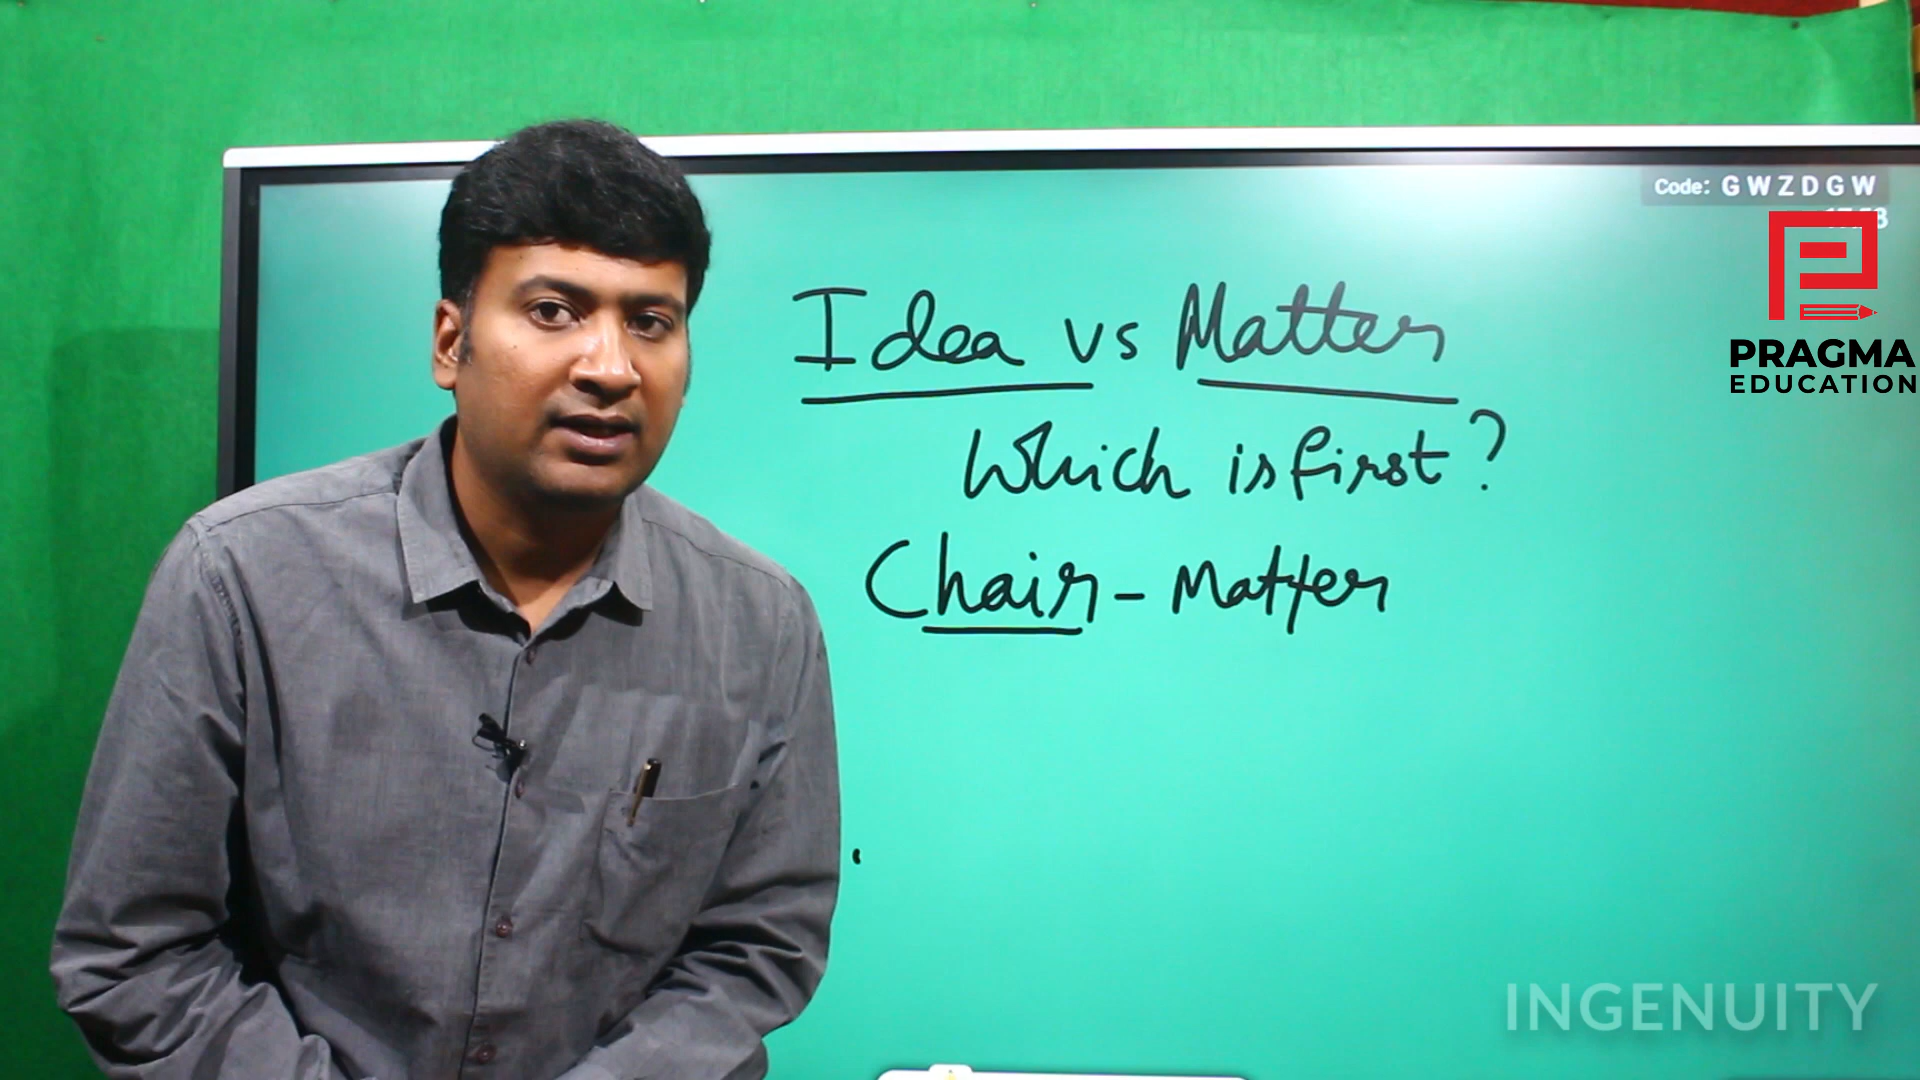 Code: GWZDGW
PRAGMA
EDUCATION
Idea vs Matter
Which is first?
Chair - Matter
INGENUITY